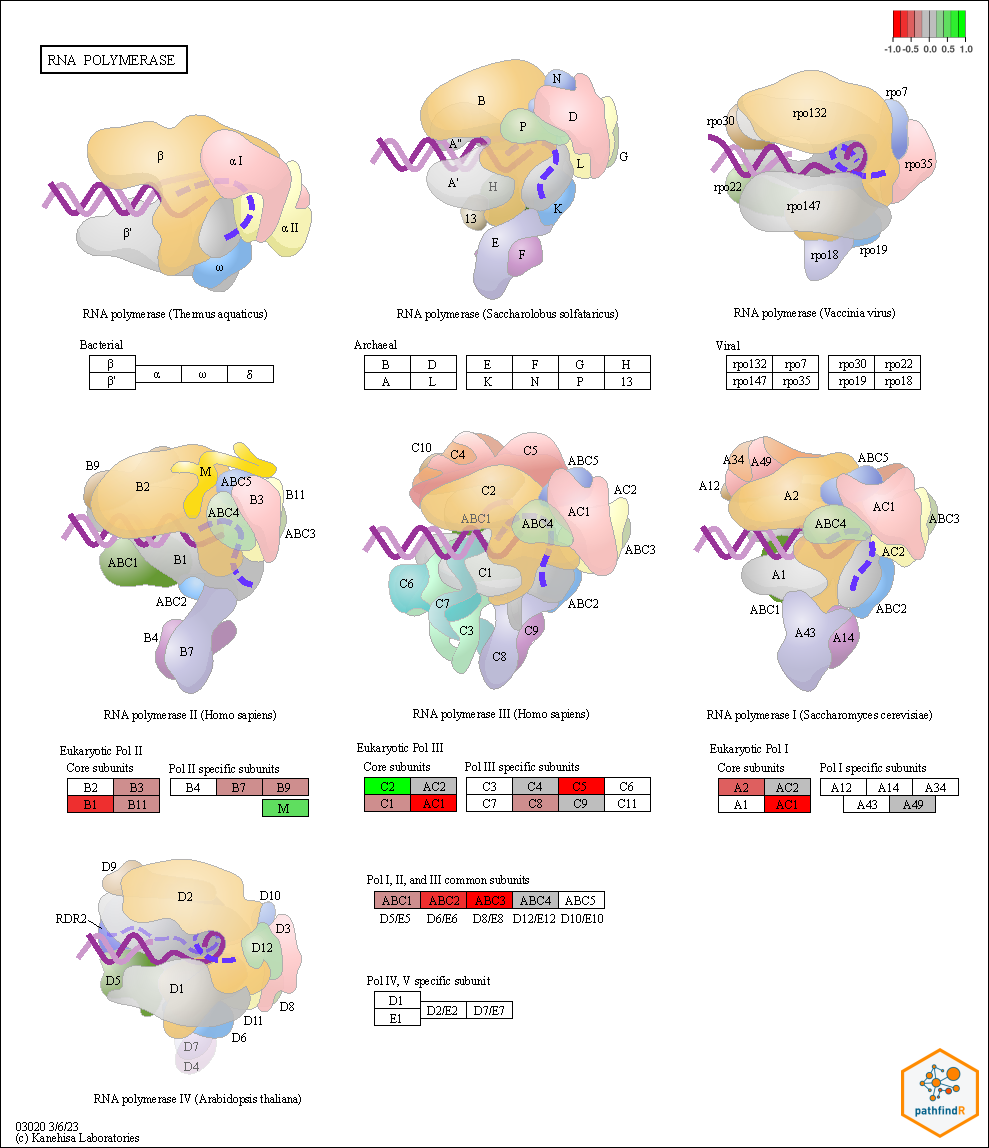 -1.0 -0.5 0.0 0.5 1.0
RNA POLYMERASE
β
α I
β'
α II
ω
RNA polymerase (Thermus aquaticus)
B
N
D
P
A''
G
L
A'
H
K
13
E
F
RNA polymerase (Saccharolobus solfataricus)
rpo7
rpo132
rpo30
rpo35
rpo22
rpo147
rpo18
rpo19
RNA polymerase (Vaccinia virus)
Bacterial
β
β'
α ω δ
Archaeal
B D E F G H
A L K N P 13
Viral
rpo132 rpo7 rpo30 rpo22
rpo147 rpo35 rpo19 rpo18
B9
M
B2
ABC5
B3
B11
ABC4
ABC3
ABC1
B1
ABC2
B4
B7
RNA polymerase II (Homo sapiens)
C10
C4
C5
ABC5
C2
AC2
ABC1
ABC4
AC1
ABC3
C6
C1
C7
ABC2
C3
C9
C8
RNA polymerase III (Homo sapiens)
A34
A49
ABC5
A12
A2
AC1
ABC4
ABC3
AC2
A1
ABC1
ABC2
A43
A14
RNA polymerase I (Saccharomyces cerevisiae)
Eukaryotic Pol II
Core subunits Pol II specific subunits
B2 B3 B4 B7 B9
B1 B11 M
Eukaryotic Pol III
Core subunits Pol III specific subunits
C2 AC2 C3 C4 C5 C6
C1 AC1 C7 C8 C9 C11
Eukaryotic Pol I
Core subunits Pol I specific subunits
A2 AC2 A12 A14 A34
A1 AC1 A43 A49
D9
D2
D10
RDR2
D3
D12
D5
D1
D8
D11
D6
D7
D4
RNA polymerase IV (Arabidopsis thaliana)
Pol I, II, and III common subunits
ABC1 ABC2 ABC3 ABC4 ABC5
D5/E5 D6/E6 D8/E8 D12/E12 D10/E10
Pol IV, V specific subunit
D1
E1
D2/E2 D7/E7
pathfindR
03020 3/6/23
(c) Kanehisa Laboratories